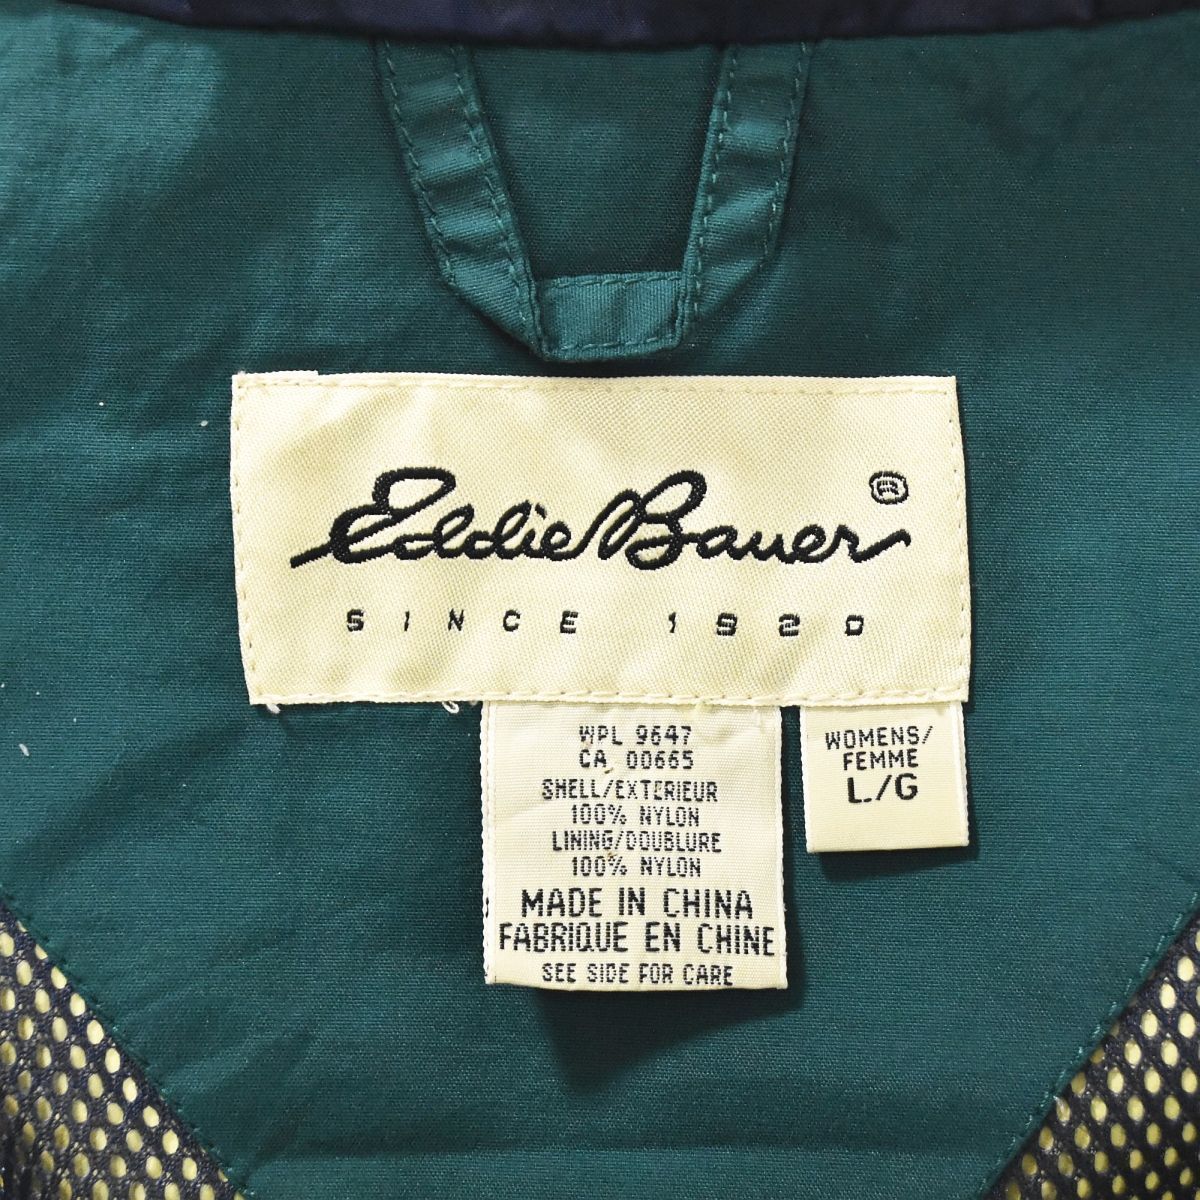 Eddie Bauer®
SINCE 1920
WPL 9647
CA 00665
SHELL/EXTERIEUR
100% NYLON
LINING/DOUBLURE
100% NYLON
MADE IN CHINA
FABRIQUE EN CHINE
SEE SIDE FOR CARE
WOMENS/
FEMME
L/G